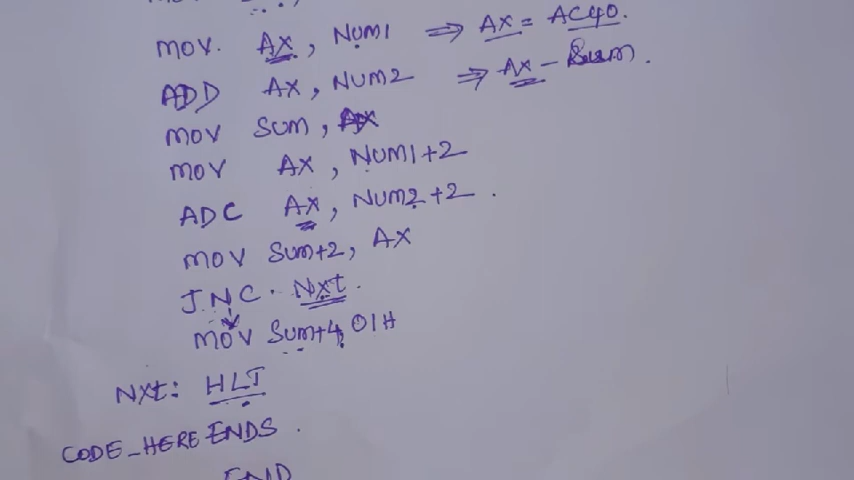 MOV. AX, NUM1 ⇒ AX = AC40.
ADD AX, NUM2 ⇒ AX - Sum.
MOV SUM, AX
MOV AX, NUM1+2
ADC AX, NUM2+2.
MOV SUM+2, AX
JNC. Nxt.
MOV SUM+4, 01H
Nxt: HLT
CODE_HERE ENDS.
END